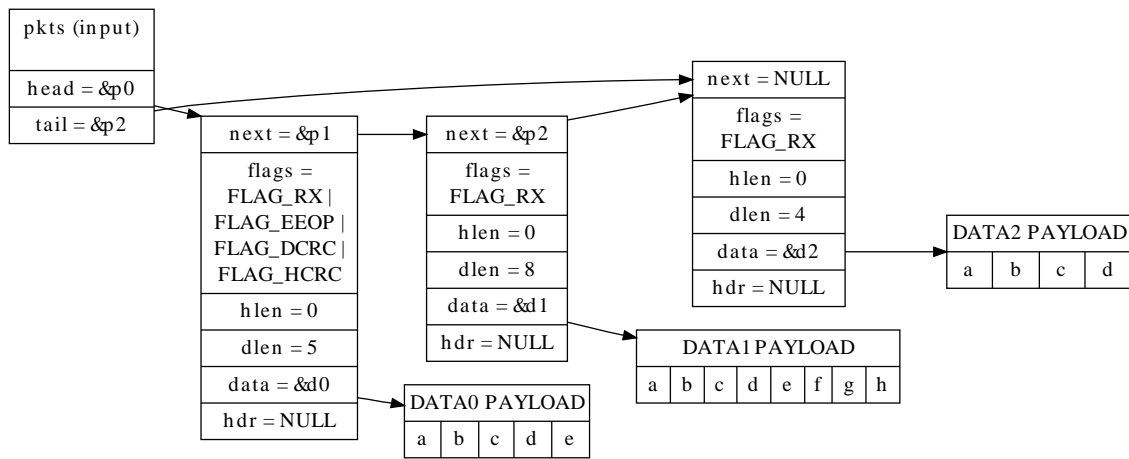 pkts (input)
head = &p0
tail = &p2
next = &p1
flags =
FLAG_RX |
FLAG_EEOP |
FLAG_DCRC |
FLAG_HCRC
hlen = 0
dlen = 5
data = &d0
hdr = NULL
next = &p2
flags =
FLAG_RX
hlen = 0
dlen = 8
data = &d1
hdr = NULL
next = NULL
flags =
FLAG_RX
hlen = 0
dlen = 4
data = &d2
hdr = NULL
DATA0 PAYLOAD
a b c d e
DATA1 PAYLOAD
a b c d e f g h
DATA2 PAYLOAD
a b c d